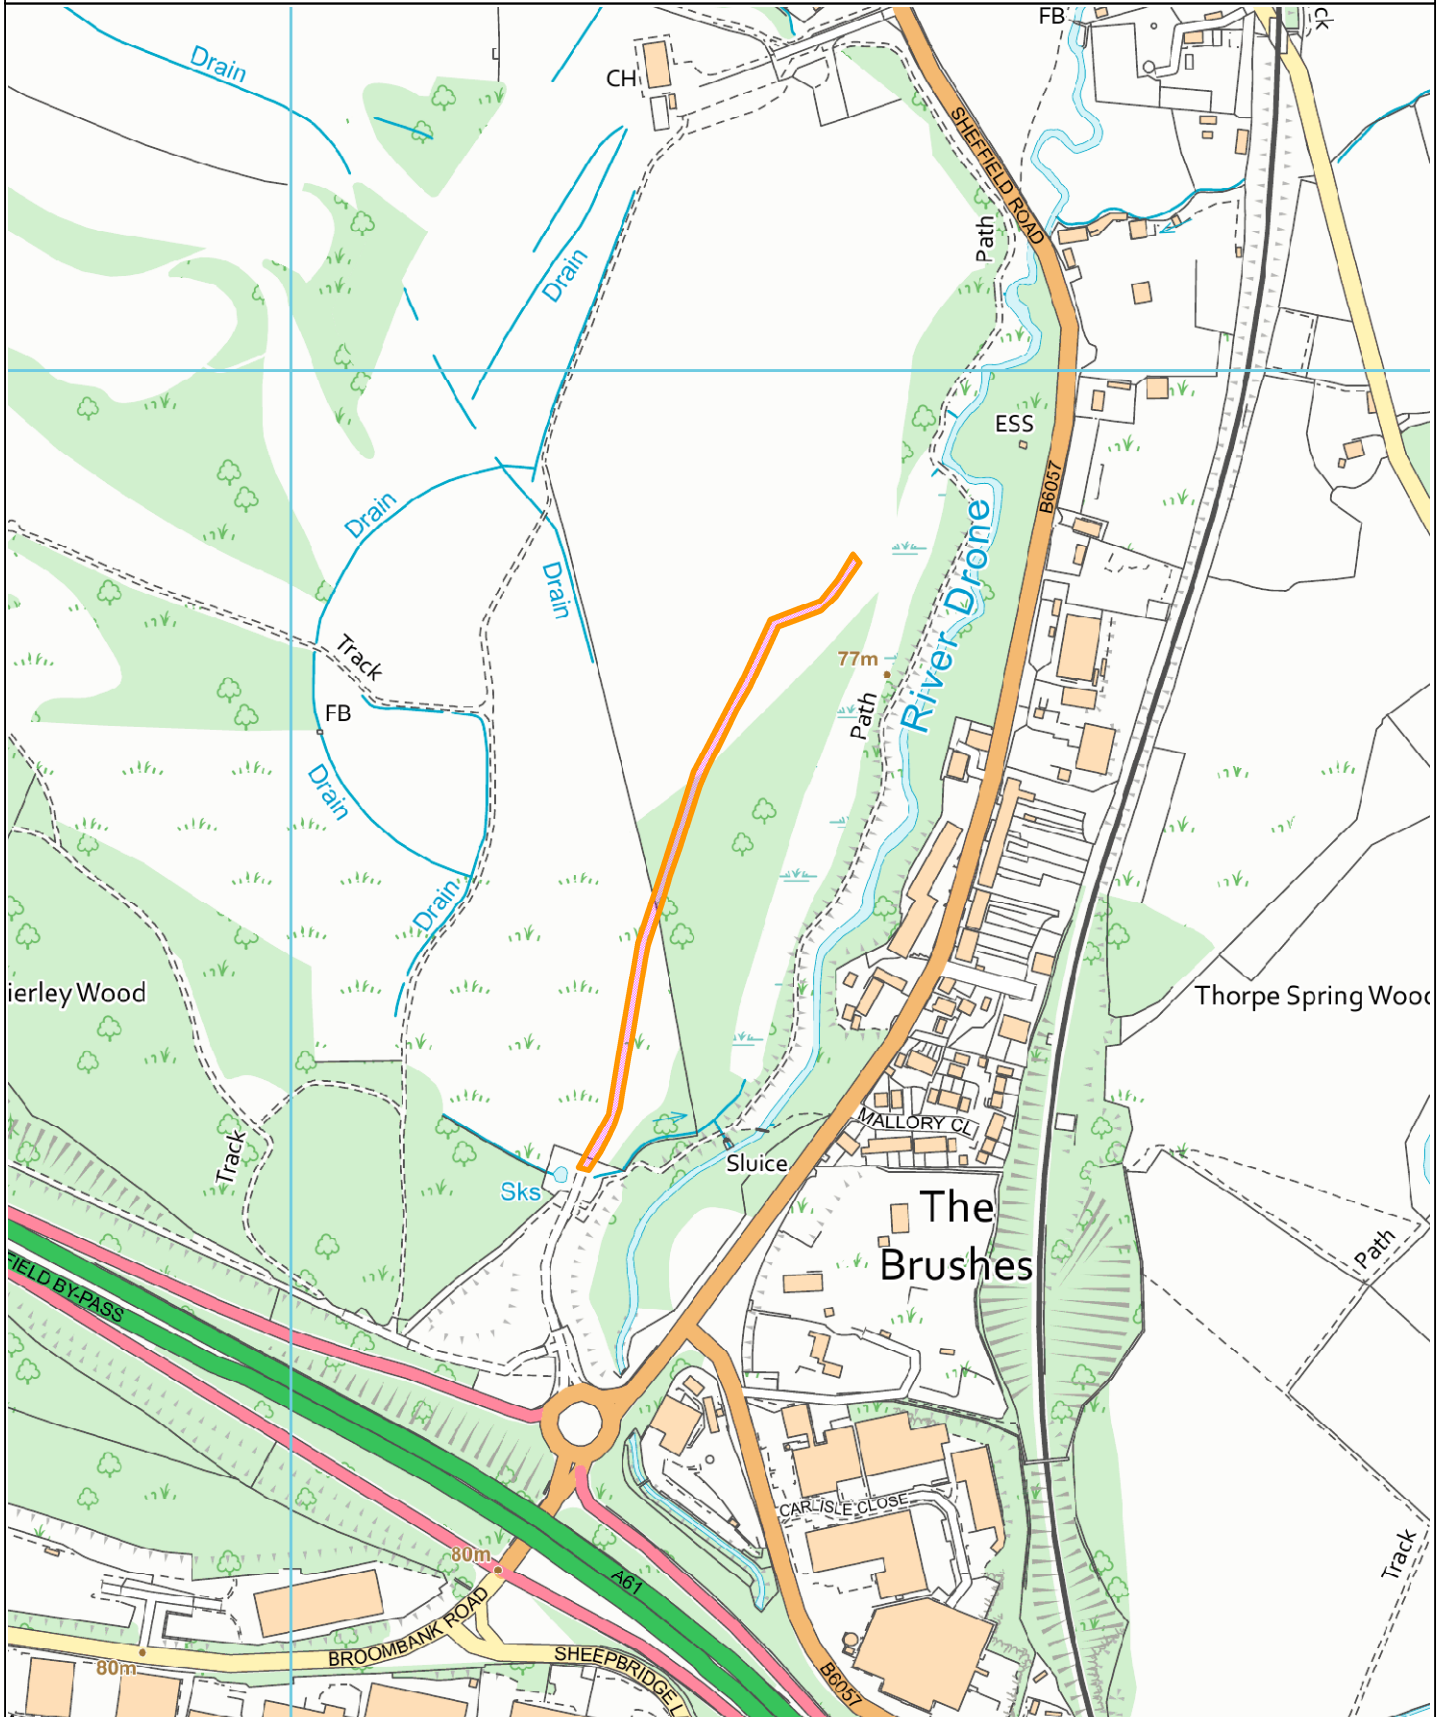 FB
ck
Drain
CH
SHEFFIELD ROAD
Path
Drain
ESS
B6057
Drain
River Drone
Drain
Track
77m
FB
Path
Drain
Drain
ierley Wood
Thorpe Spring Wood
MALLORY CL
Track
Sluice
Sks
The
Brushes
Path
FIELD BY-PASS
CARLISLE CLOSE
80m
A61
Track
BROOMBANK ROAD
SHEEPBRIDGE L
80m
B6057